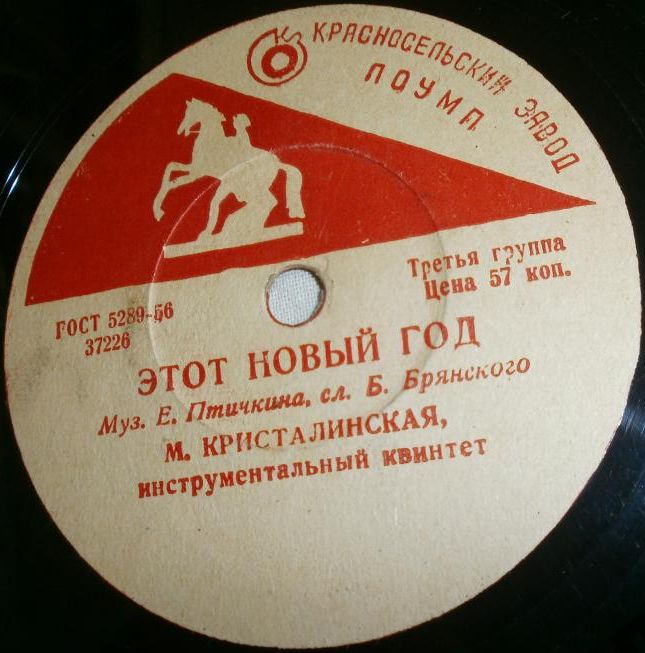 КРАСНОСЕЛЬСКИЙ ЗАВОД
ЛОУМП
Третья группа
Цена 57 коп.
ГОСТ 5289-56
37226
ЭТОТ НОВЫЙ ГОД
Муз. Е. Птичкина, сл. Б. Брянского
М. КРИСТАЛИНСКАЯ,
инструментальный квинтет